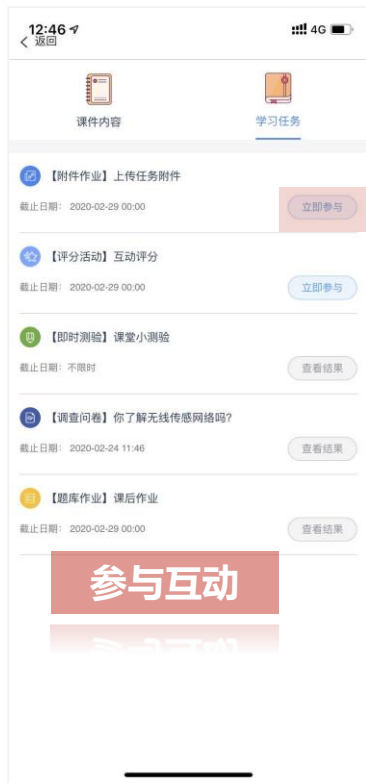 12:46
4G
返回
课件内容
学习任务
【附件作业】上传任务附件
截止日期： 2020-02-29 00:00
立即参与
【评分活动】互动评分
截止日期： 2020-02-29 00:00
立即参与
【即时测验】课堂小测验
截止日期：不限时
查看结果
【调查问卷】你了解无线传感网络吗？
截止日期： 2020-02-24 11:46
查看结果
【题库作业】课后作业
截止日期： 2020-02-29 00:00
查看结果
参与互动